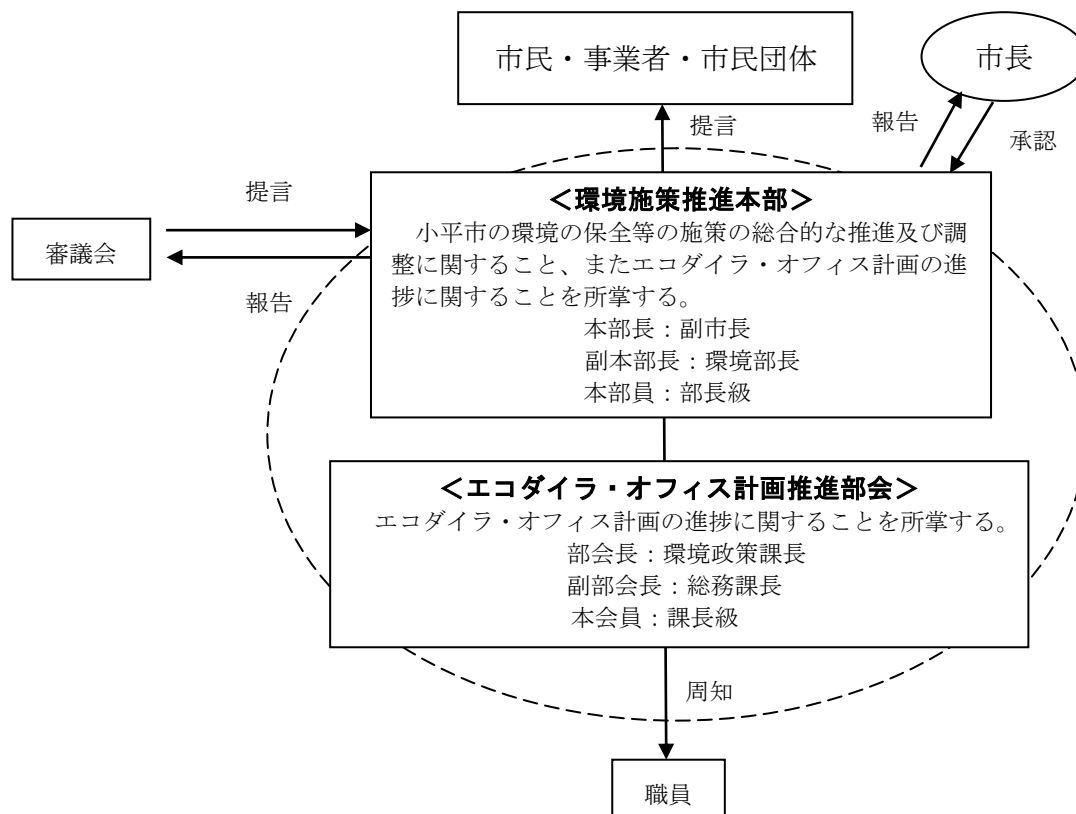 市民・事業者・市民団体
市長
提言
報告
承認
提言
審議会
報告
＜環境施策推進本部＞
小平市の環境の保全等の施策の総合的な推進及び調
整に関すること、またエコダイラ・オフィス計画の進
捗に関することを所掌する。
本部長：副市長
副本部長：環境部長
本部員：部長級
＜エコダイラ・オフィス計画推進部会＞
エコダイラ・オフィス計画の進捗に関することを所掌する。
部会長：環境政策課長
副部会長：総務課長
本会員：課長級
周知
職員